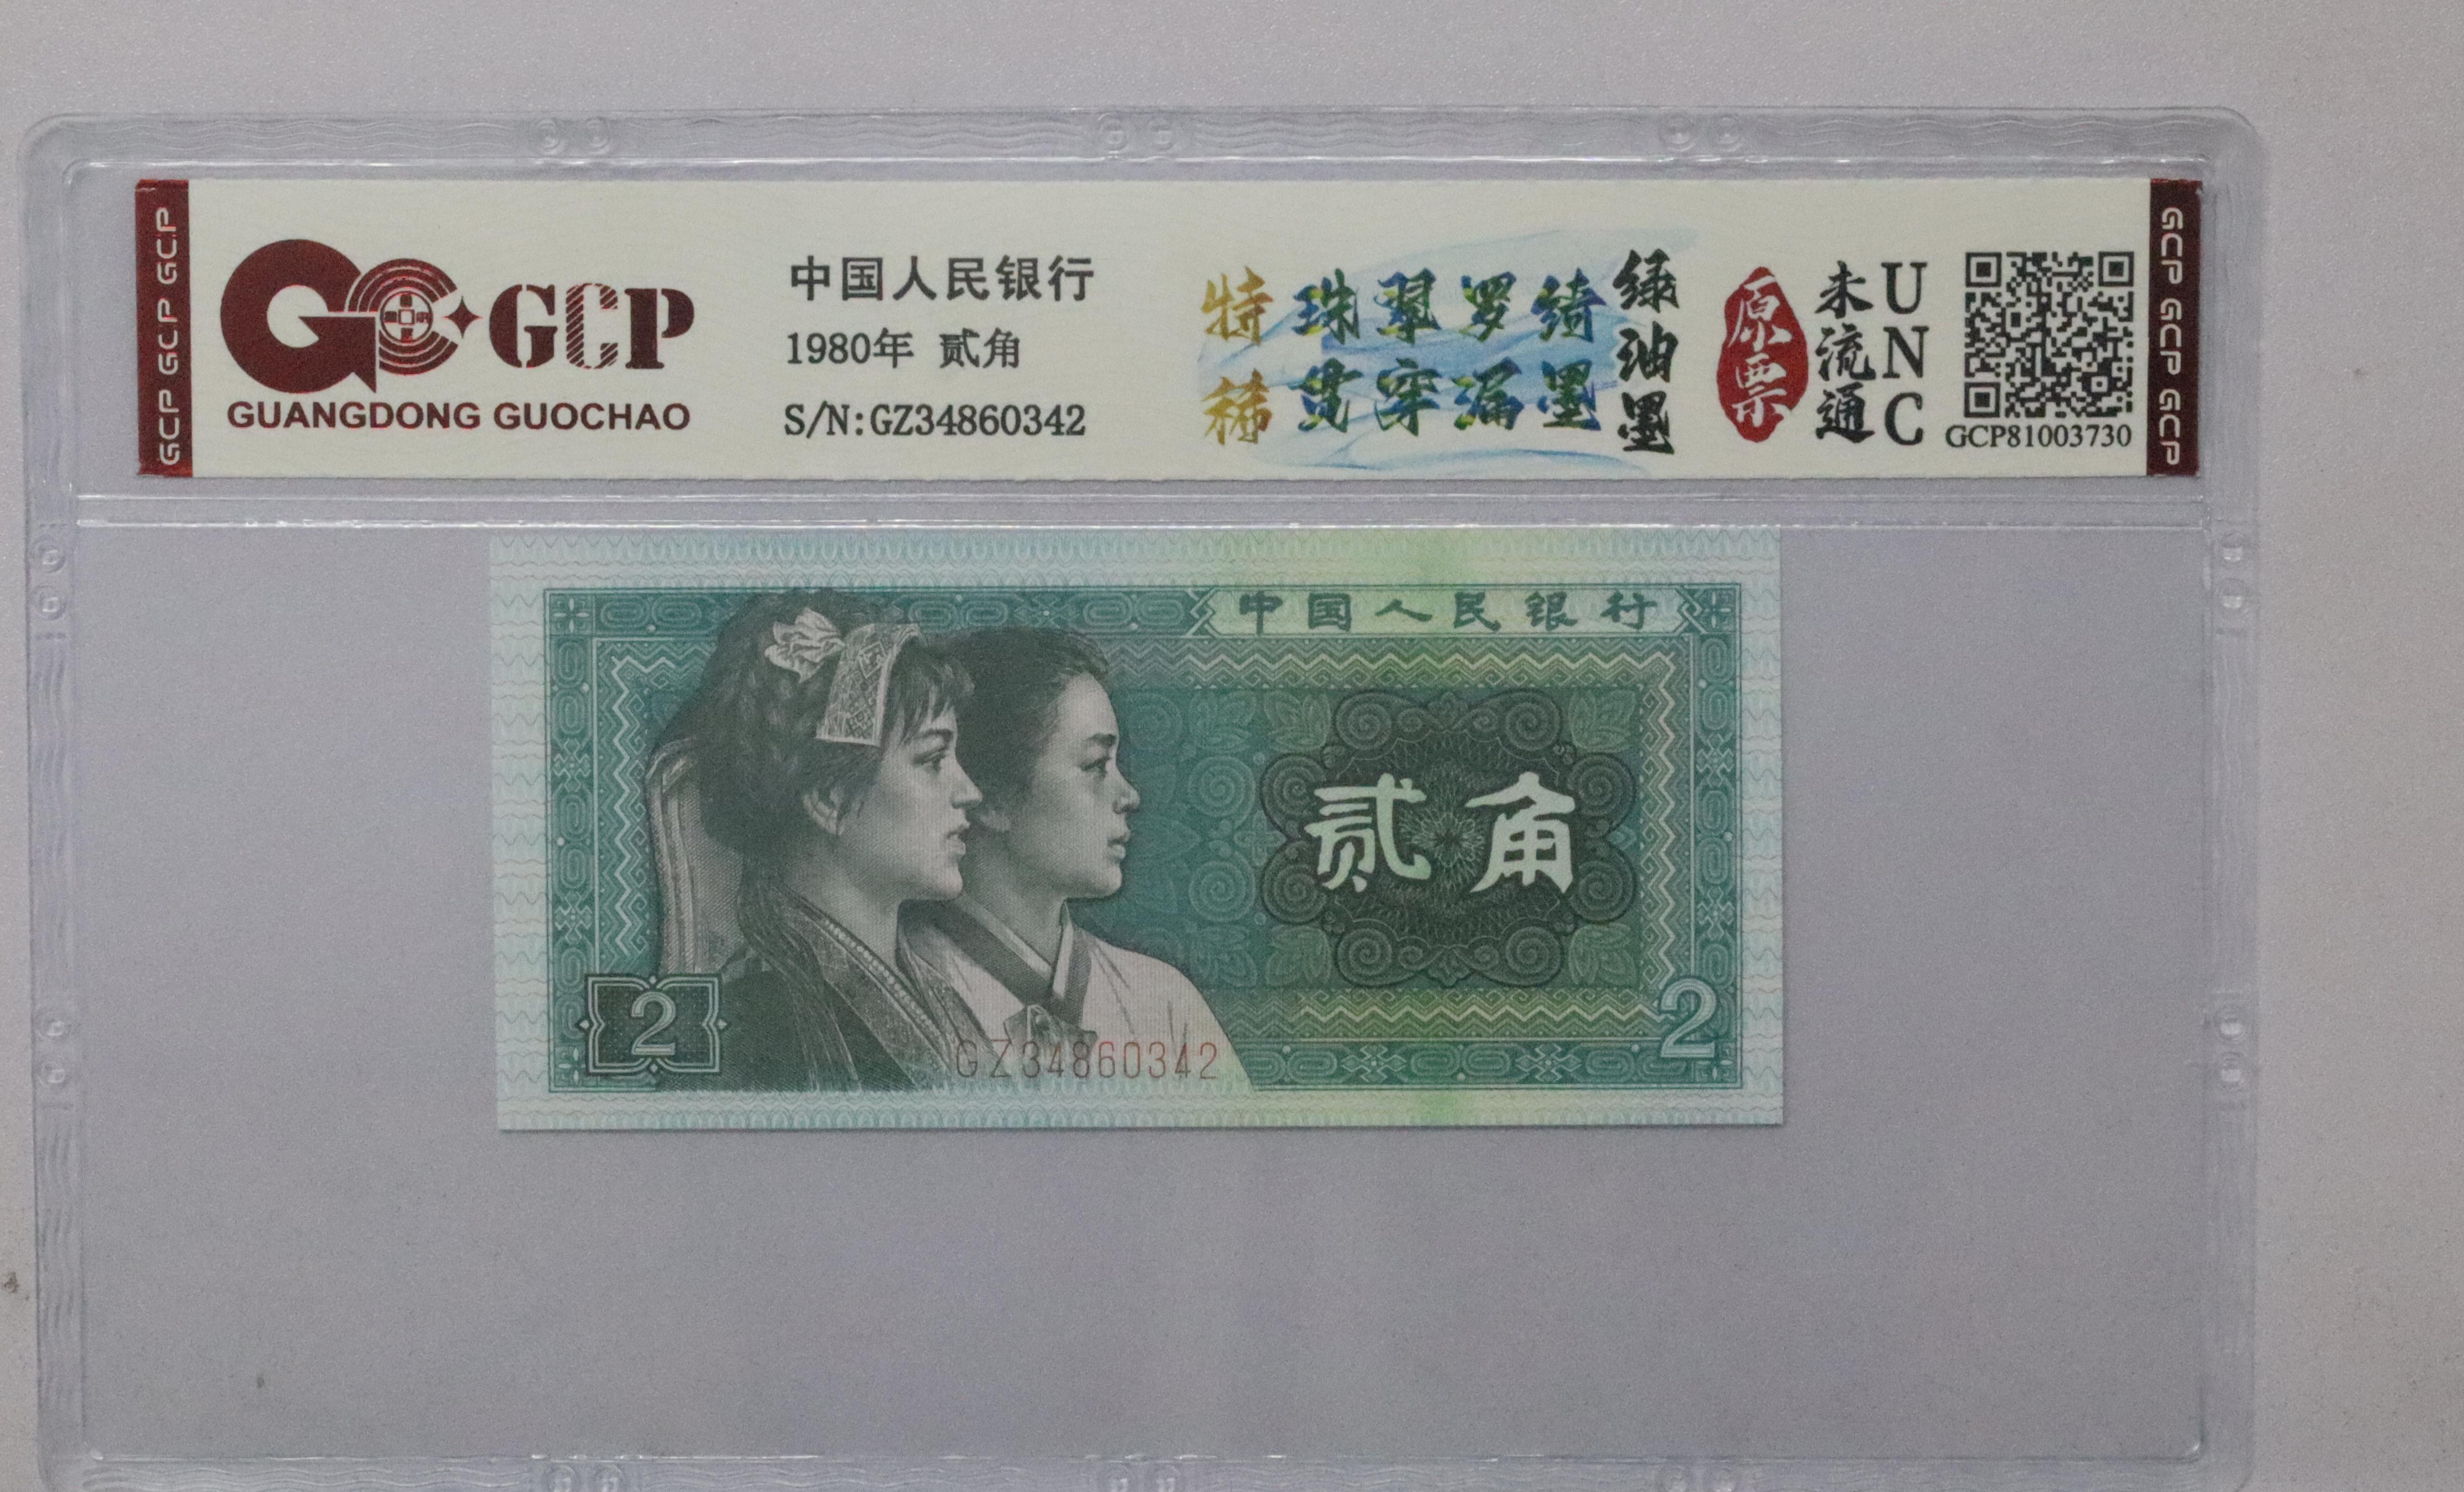 GCP GCP GCP
GCP
GUANGDONG GUOCHAO
中国人民银行
1980年 贰角
S/N:GZ34860342
特稀
珠翠罗绮
贯穿漏墨
绿油墨
原票
未流通
UNC
GCP81003730
GCP GCP GCP
中国人民银行
贰角
2
2
GZ34860342